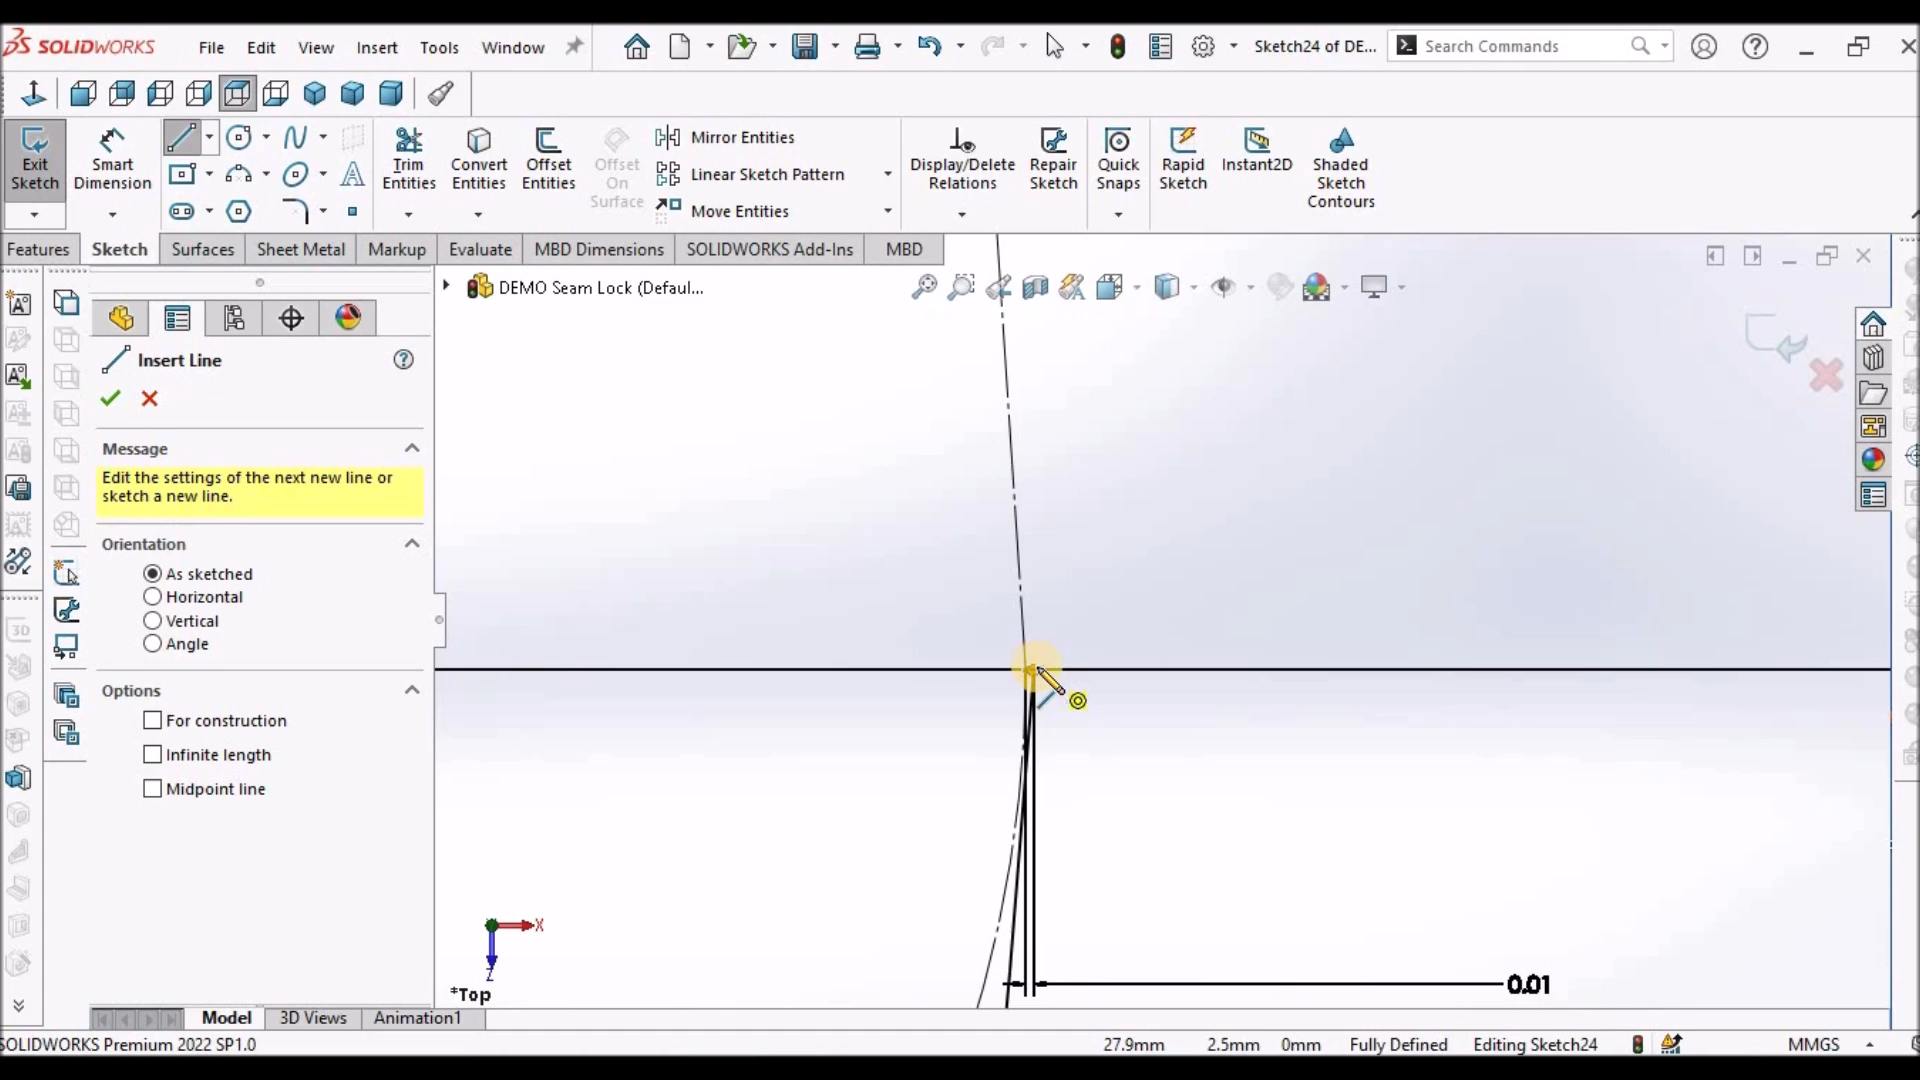 SOLIDWORKS File Edit View Insert Tools Window Sketch24 of DE... Search Commands
Exit Sketch
Smart Dimension
Trim Entities
Convert Entities
Offset Entities
Offset On Surface
Mirror Entities
Linear Sketch Pattern
Move Entities
Display/Delete Relations
Repair Sketch
Quick Snaps
Rapid Sketch
Instant2D
Shaded Sketch Contours
Features Sketch Surfaces Sheet Metal Markup Evaluate MBD Dimensions SOLIDWORKS Add-Ins MBD
DEMO Seam Lock (Defaul...
Insert Line
Message
Edit the settings of the next new line or
sketch a new line.
Orientation
As sketched
Horizontal
Vertical
Angle
Options
For construction
Infinite length
Midpoint line
3D
X
Z
*Top
0.01
Model 3D Views Animation1
SOLIDWORKS Premium 2022 SP1.0 27.9mm 2.5mm 0mm Fully Defined Editing Sketch24 MMGS